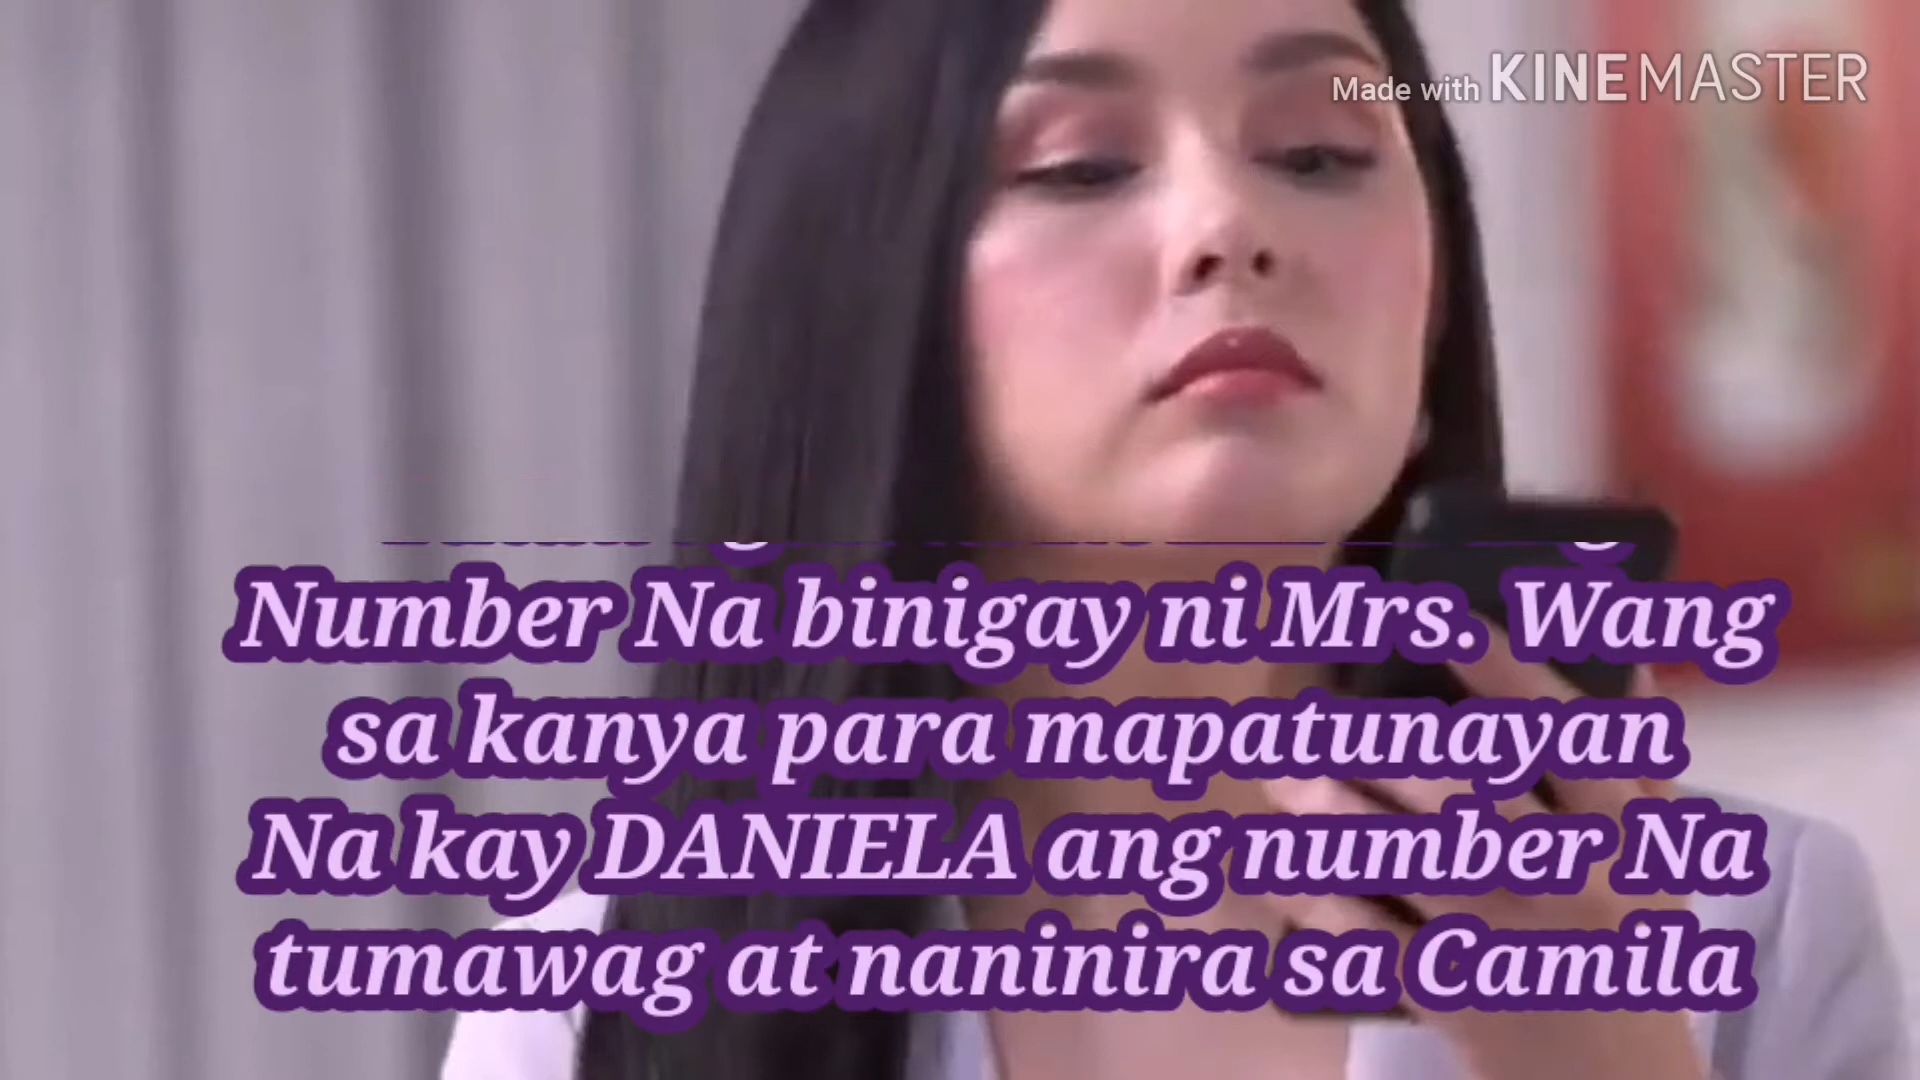 Made with KINEMASTER
Number Na binigay ni Mrs. Wang
sa kanya para mapatunayan
Na kay DANIELA ang number Na
tumawag at naninira sa Camila